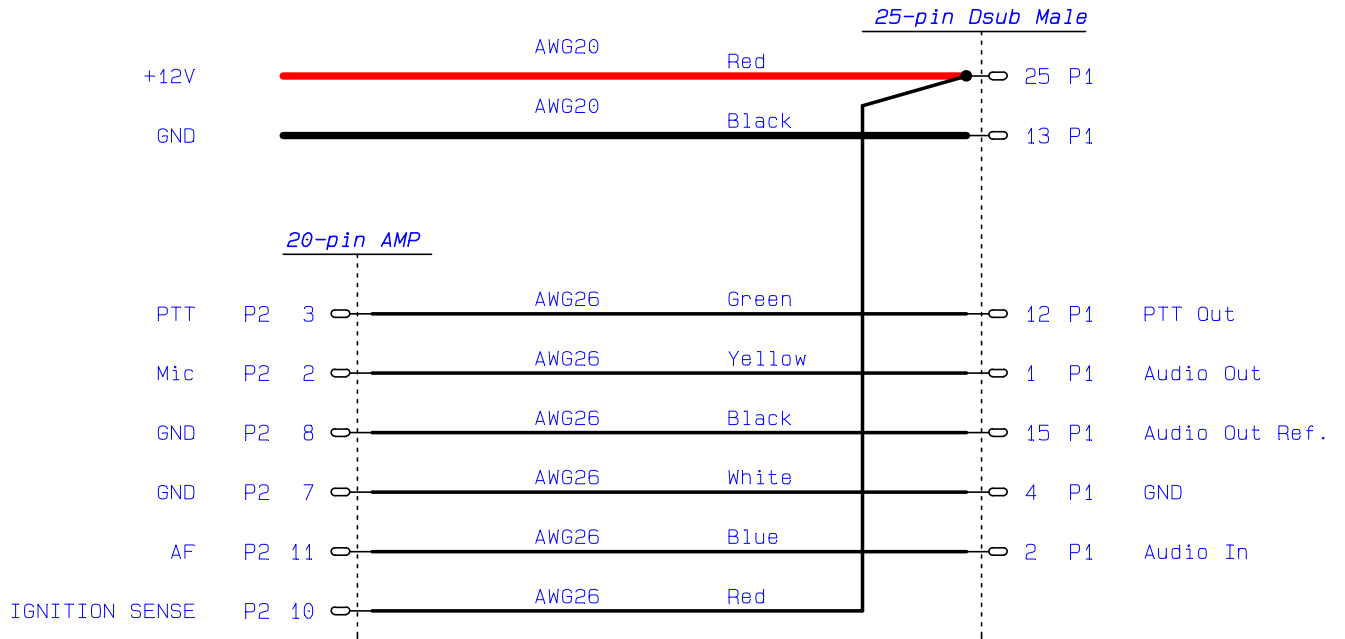 25-pin Dsub Male
AWG20
Red
+12V 25 P1
AWG20
Black
GND 13 P1
20-pin AMP
AWG26 Green
PTT P2 3 12 P1 PTT Out
AWG26 Yellow
Mic P2 2 1 P1 Audio Out
AWG26 Black
GND P2 8 15 P1 Audio Out Ref.
AWG26 White
GND P2 7 4 P1 GND
AWG26 Blue
AF P2 11 2 P1 Audio In
AWG26 Red
IGNITION SENSE P2 10